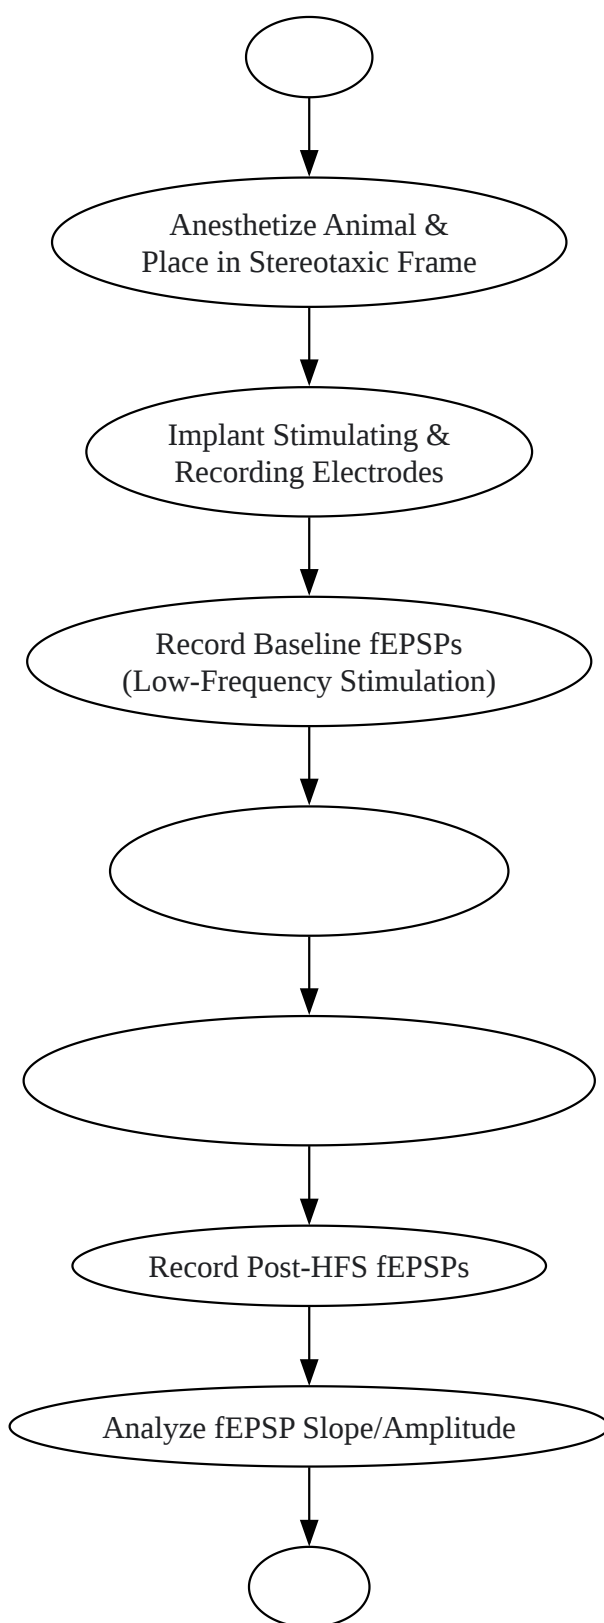 Anesthetize Animal &
Place in Stereotaxic Frame
Implant Stimulating &
Recording Electrodes
Record Baseline fEPSPs
(Low-Frequency Stimulation)
Record Post-HFS fEPSPs
Analyze fEPSP Slope/Amplitude